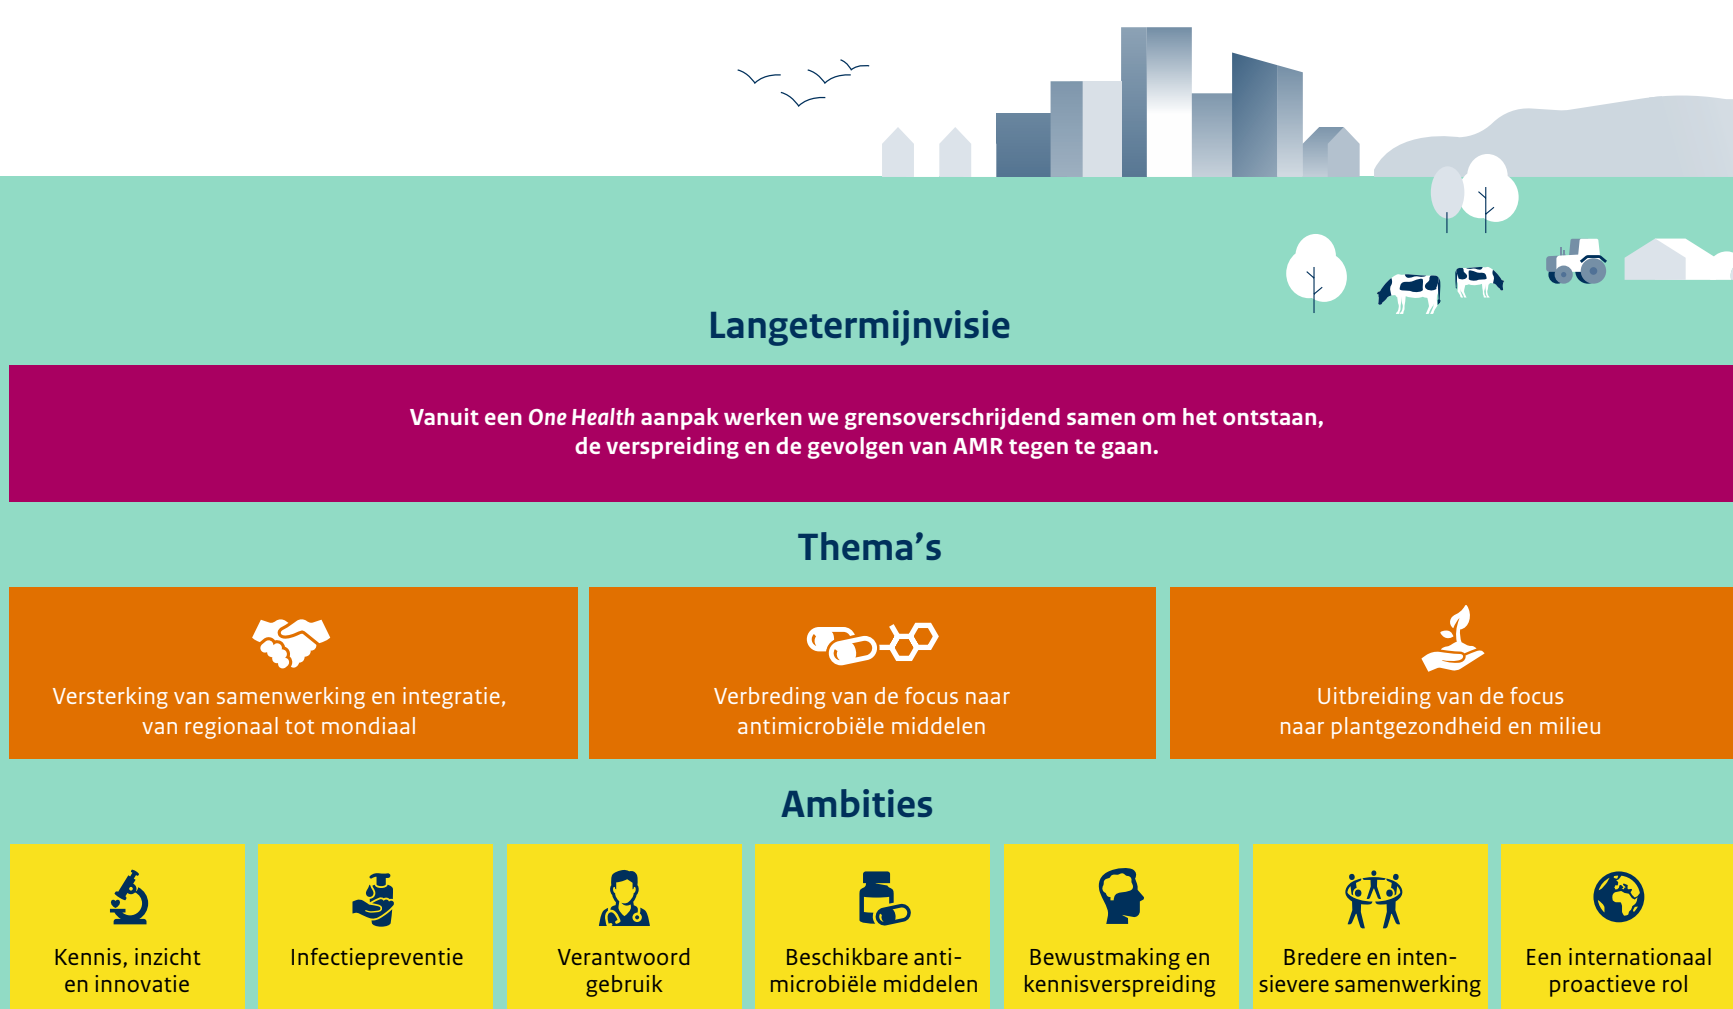 Langetermijnvisie
Vanuit een One Health aanpak werken we grensoverschrijdend samen om het ontstaan,
de verspreiding en de gevolgen van AMR tegen te gaan.
Thema’s
Versterking van samenwerking en integratie,
van regionaal tot mondiaal
Verbreding van de focus naar
antimicrobiële middelen
Uitbreiding van de focus
naar plantgezondheid en milieu
Ambities
Kennis, inzicht
en innovatie
Infectiepreventie
Verantwoord
gebruik
Beschikbare anti-
microbiële middelen
Bewustmaking en
kennisverspreiding
Bredere en inten-
sievere samenwerking
Een internationaal
proactieve rol